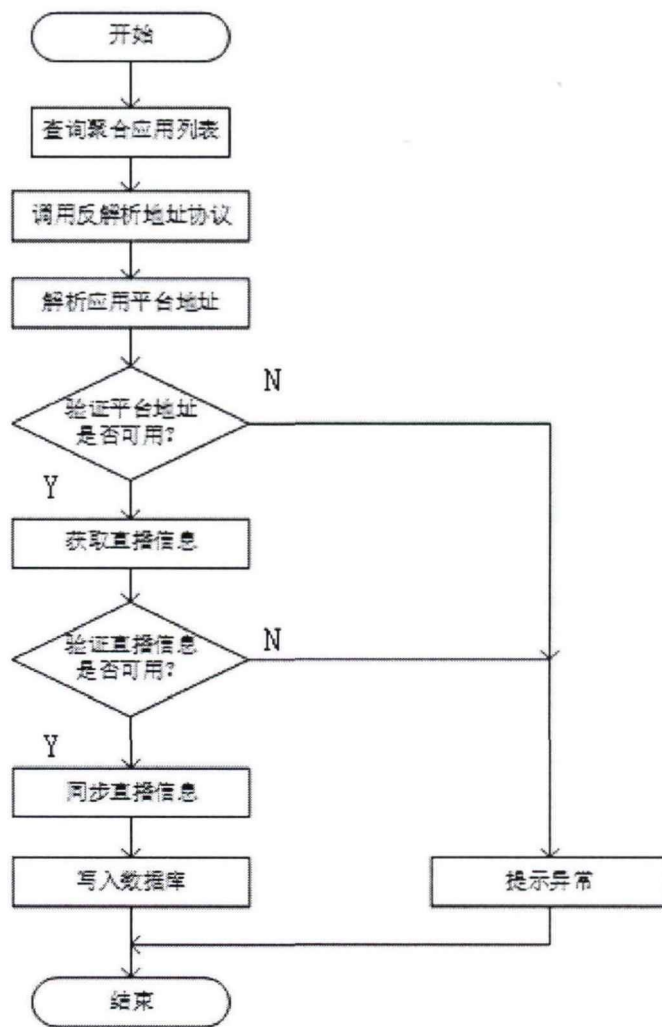 开始
查询聚合应用列表
调用反解析地址协议
解析应用平台地址
验证平台地址
是否可用?
N
Y
获取直播信息
验证直播信息
是否可用?
N
Y
同步直播信息
写入数据库
提示异常
结束